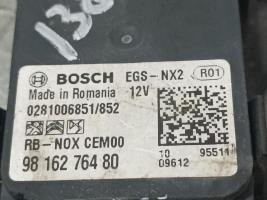 130
BOSCH EGS-NX2 R01
Made in Romania 12V
0281006851/852
RB-NOX CEM00
98 162 764 80
10 95511
09612